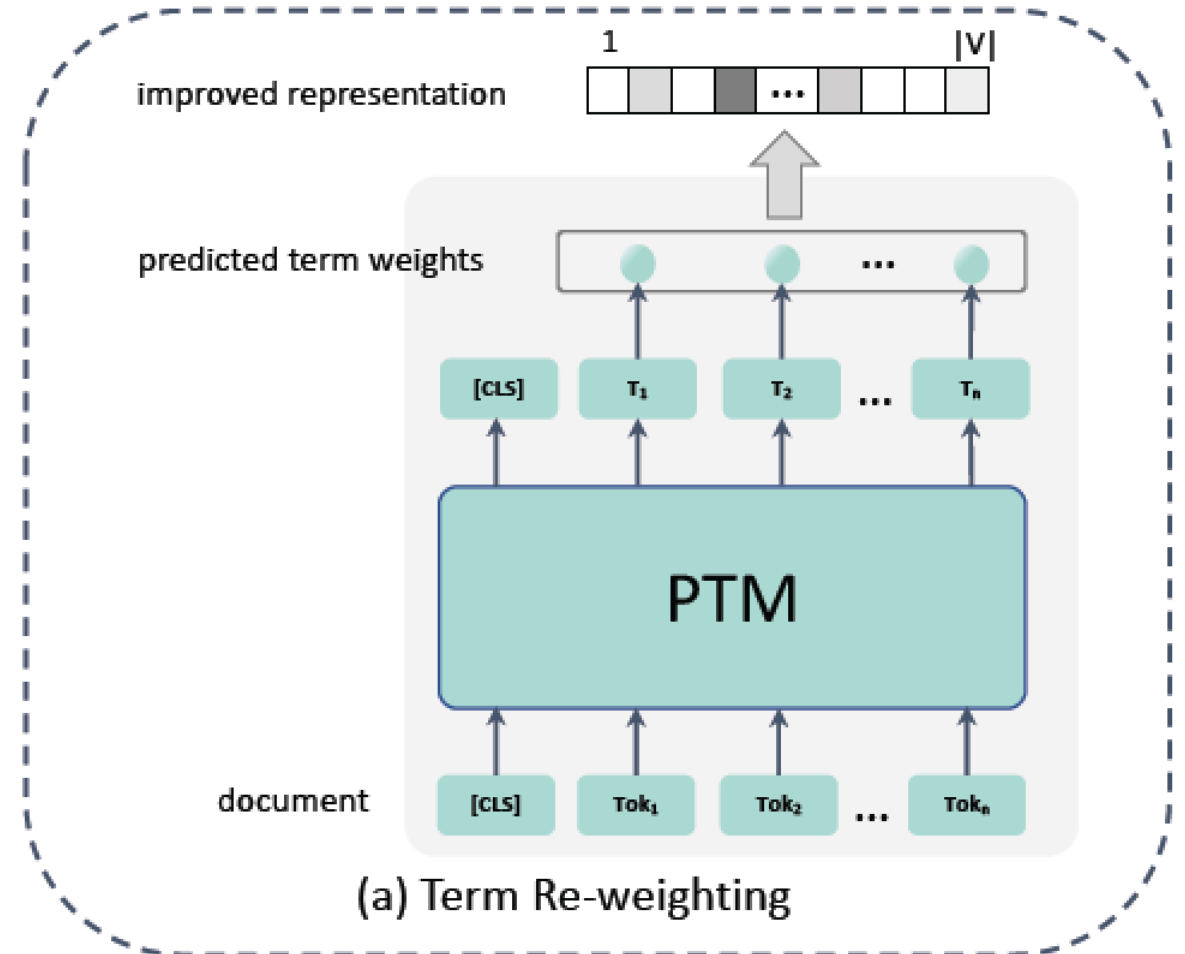 1 |V|
improved representation ...
predicted term weights ...
[CLS] T₁ T₂ ... Tₙ
PTM
document [CLS] Tok₁ Tok₂ ... Tokₙ
(a) Term Re-weighting